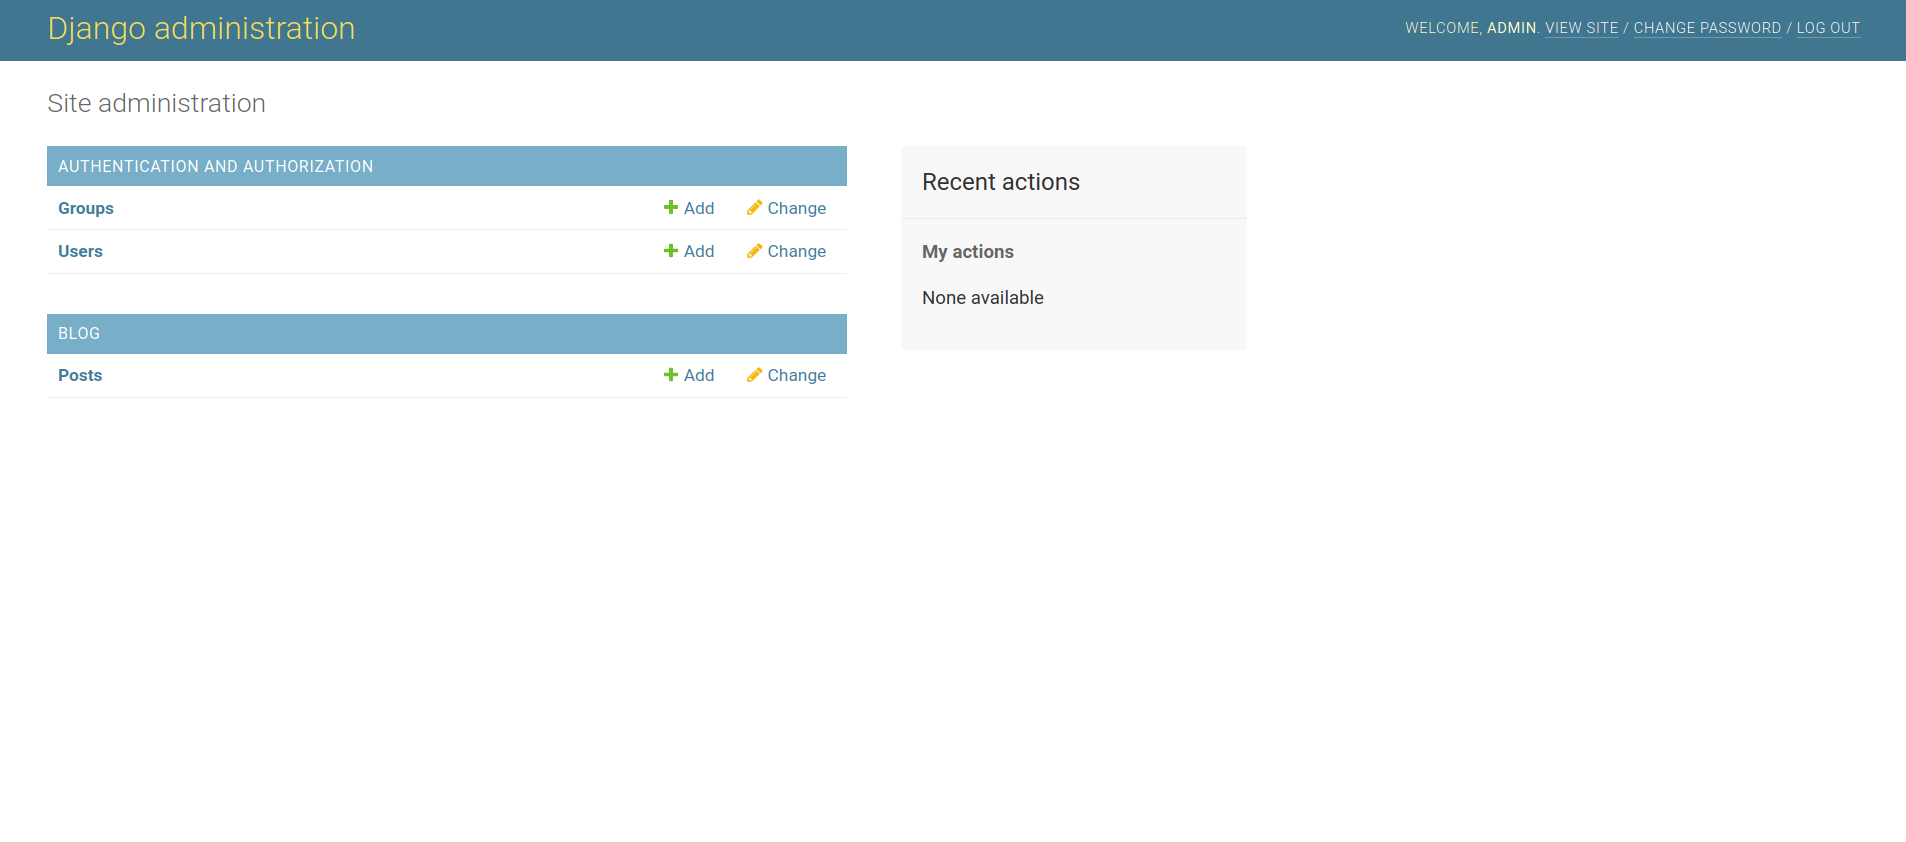 Django administration
WELCOME, ADMIN. VIEW SITE / CHANGE PASSWORD / LOG OUT
Site administration
AUTHENTICATION AND AUTHORIZATION
Groups Add Change
Users Add Change
BLOG
Posts Add Change
Recent actions
My actions
None available